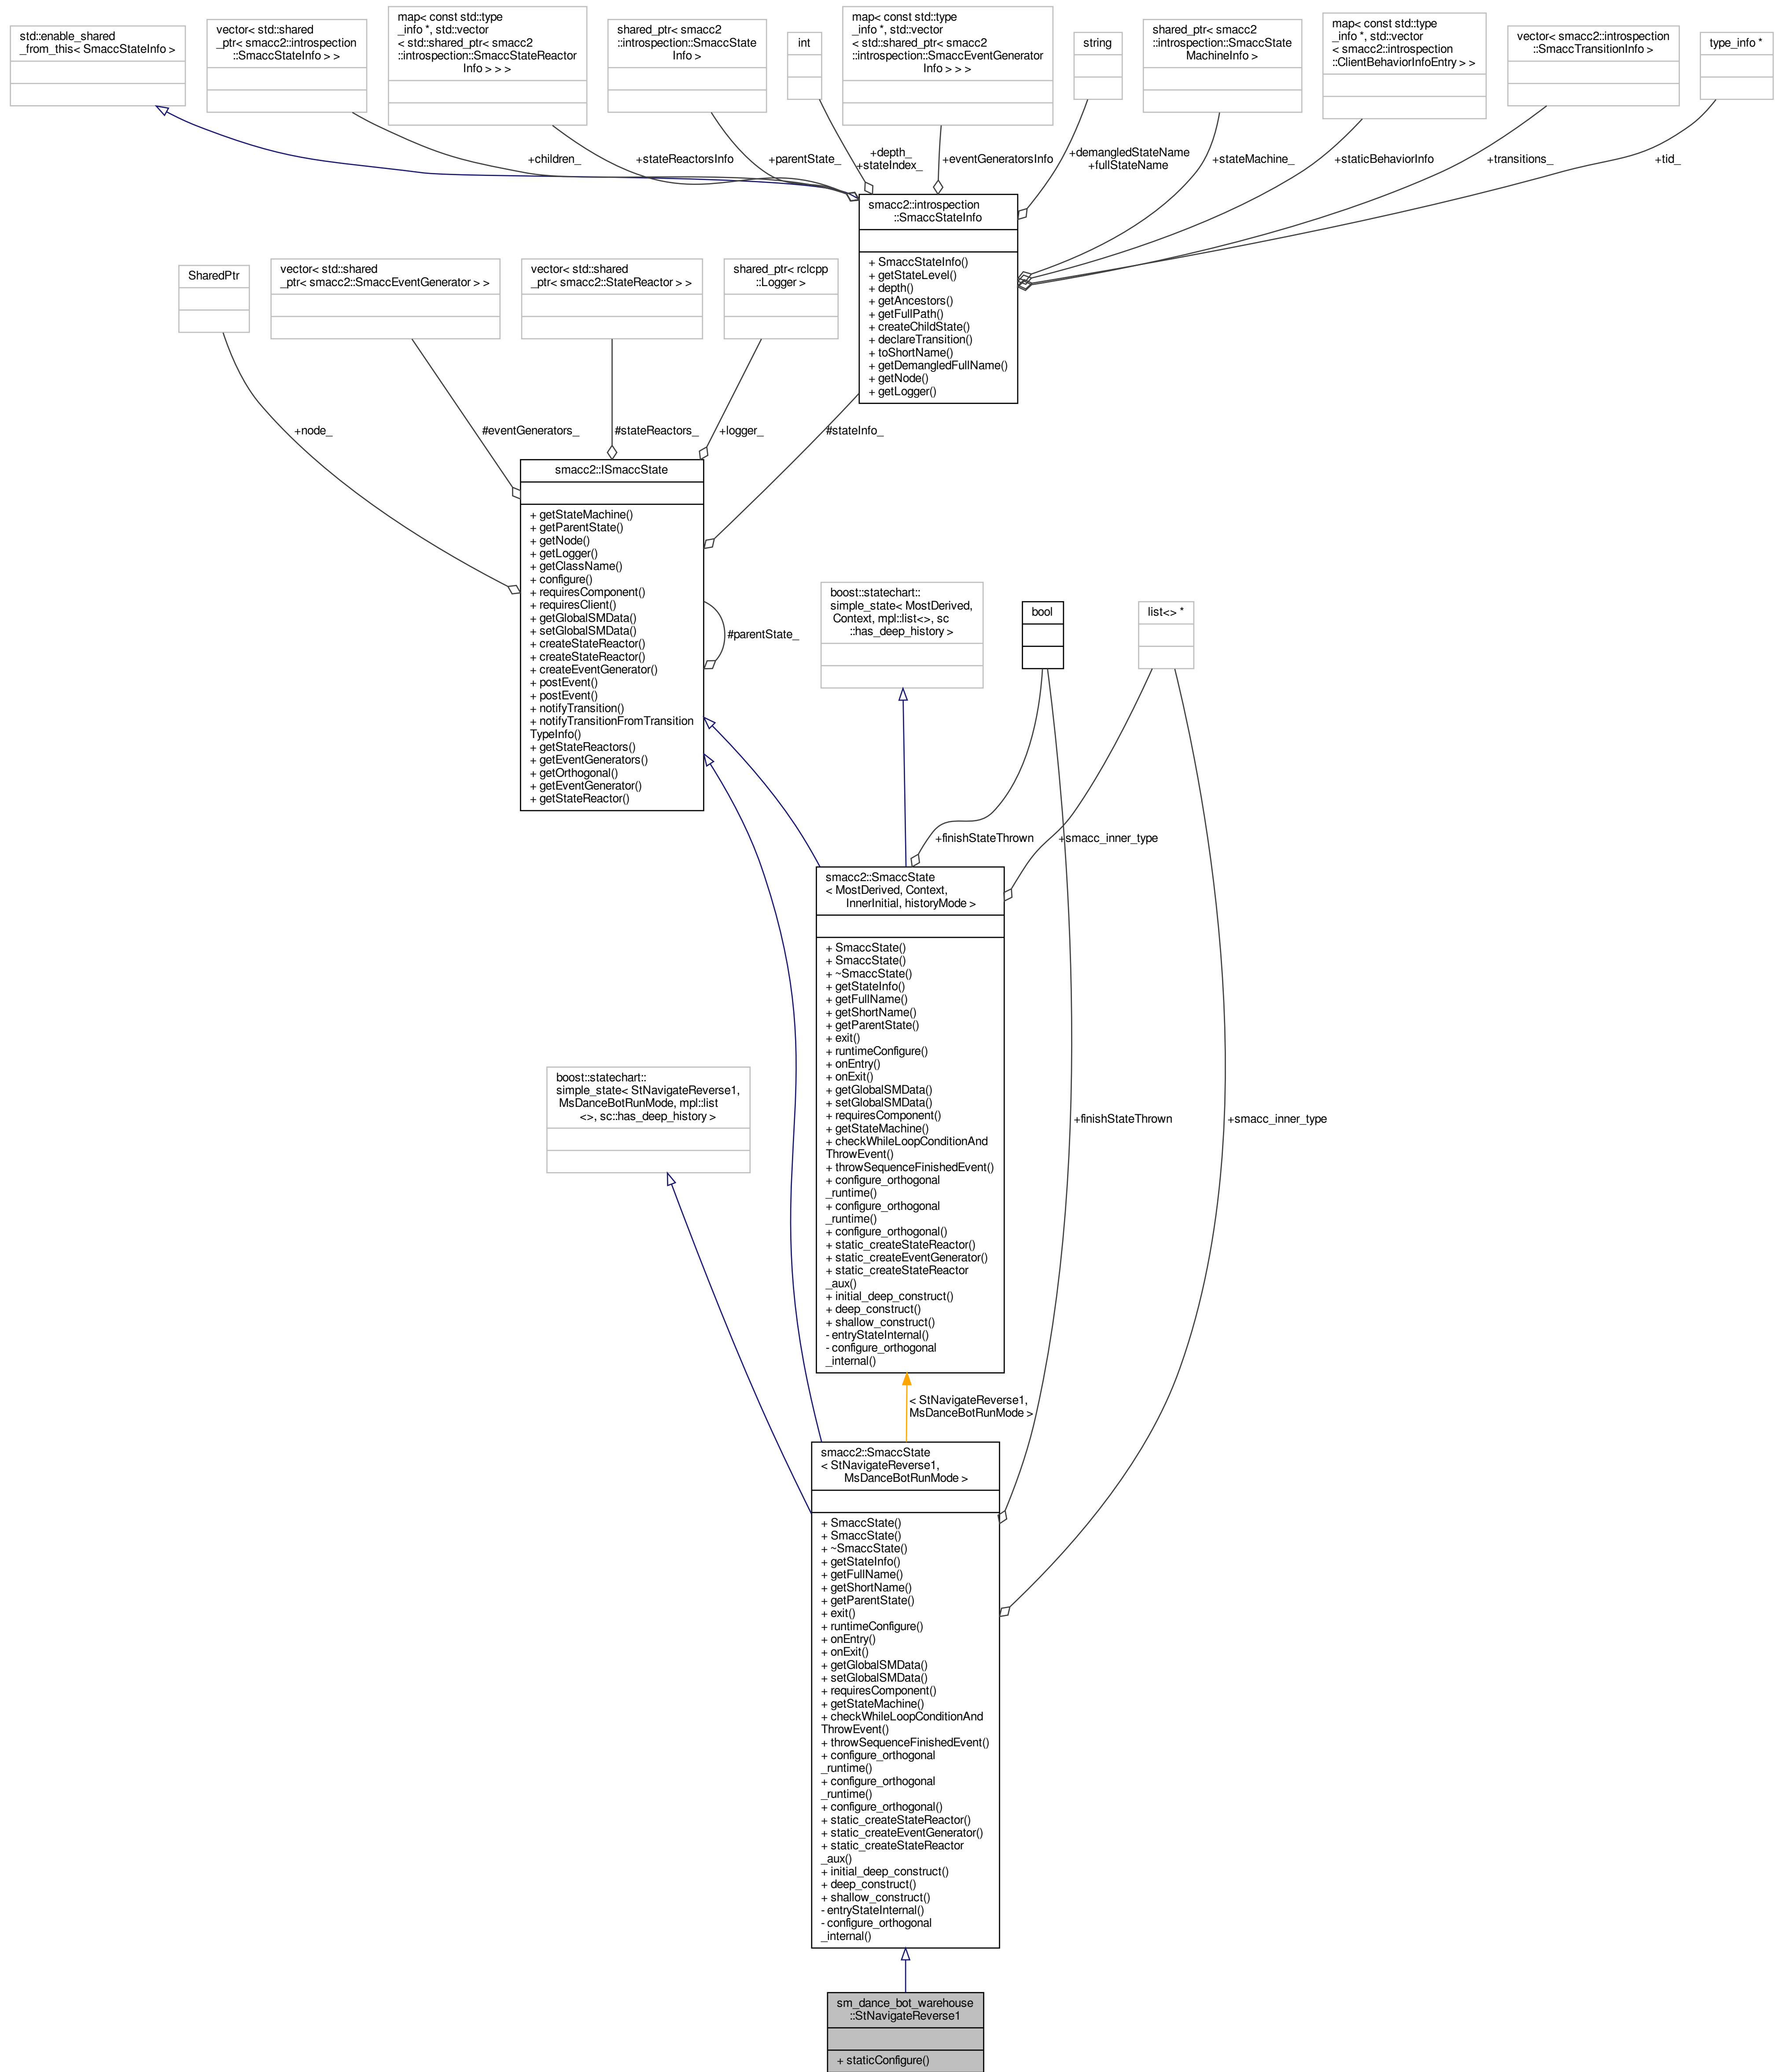 std::enable_shared
_from_this< SmaccStateInfo >
vector< std::shared
_ptr< smacc2::introspection
::SmaccStateInfo > >
map< const std::type
_info *, std::vector
< std::shared_ptr< smacc2
::introspection::SmaccStateReactor
Info > > >
shared_ptr< smacc2
::introspection::SmaccState
Info >
int
map< const std::type
_info *, std::vector
< std::shared_ptr< smacc2
::introspection::SmaccEventGenerator
Info > > >
string
shared_ptr< smacc2
::introspection::SmaccState
MachineInfo >
map< const std::type
_info *, std::vector
< smacc2::introspection
::ClientBehaviorInfoEntry > >
vector< smacc2::introspection
::SmaccTransitionInfo >
type_info *
+children_
+stateReactorsInfo
+parentState_
+depth_
+stateIndex_
+eventGeneratorsInfo
+demangledStateName
+fullStateName
+stateMachine_
+staticBehaviorInfo
+transitions_
+tid_
smacc2::introspection
::SmaccStateInfo
+ SmaccStateInfo()
+ getStateLevel()
+ depth()
+ getAncestors()
+ getFullPath()
+ createChildState()
+ declareTransition()
+ toShortName()
+ getDemangledFullName()
+ getNode()
+ getLogger()
SharedPtr
vector< std::shared
_ptr< smacc2::SmaccEventGenerator > >
vector< std::shared
_ptr< smacc2::StateReactor > >
shared_ptr< rclcpp
::Logger >
+node_
#eventGenerators_
#stateReactors_
+logger_
#stateInfo_
smacc2::ISmaccState
+ getStateMachine()
+ getParentState()
+ getNode()
+ getLogger()
+ getClassName()
+ configure()
+ requiresComponent()
+ requiresClient()
+ getGlobalSMData()
+ setGlobalSMData()
+ createStateReactor()
+ createStateReactor()
+ createEventGenerator()
+ postEvent()
+ postEvent()
+ notifyTransition()
+ notifyTransitionFromTransition
TypeInfo()
+ getStateReactors()
+ getEventGenerators()
+ getOrthogonal()
+ getEventGenerator()
+ getStateReactor()
#parentState_
boost::statechart::
simple_state< MostDerived,
Context, mpl::list<>, sc
::has_deep_history >
bool
list<> *
+finishStateThrown
+smacc_inner_type
smacc2::SmaccState
< MostDerived, Context,
InnerInitial, historyMode >
+ SmaccState()
+ SmaccState()
+ ~SmaccState()
+ getStateInfo()
+ getFullName()
+ getShortName()
+ getParentState()
+ exit()
+ runtimeConfigure()
+ onEntry()
+ onExit()
+ getGlobalSMData()
+ setGlobalSMData()
+ requiresComponent()
+ getStateMachine()
+ checkWhileLoopConditionAnd
ThrowEvent()
+ throwSequenceFinishedEvent()
+ configure_orthogonal
_runtime()
+ configure_orthogonal
_runtime()
+ configure_orthogonal()
+ static_createStateReactor()
+ static_createEventGenerator()
+ static_createStateReactor
_aux()
+ initial_deep_construct()
+ deep_construct()
+ shallow_construct()
- entryStateInternal()
- configure_orthogonal
_internal()
boost::statechart::
simple_state< StNavigateReverse1,
MsDanceBotRunMode, mpl::list
<>, sc::has_deep_history >
+finishStateThrown
+smacc_inner_type
< StNavigateReverse1,
MsDanceBotRunMode >
smacc2::SmaccState
< StNavigateReverse1,
MsDanceBotRunMode >
+ SmaccState()
+ SmaccState()
+ ~SmaccState()
+ getStateInfo()
+ getFullName()
+ getShortName()
+ getParentState()
+ exit()
+ runtimeConfigure()
+ onEntry()
+ onExit()
+ getGlobalSMData()
+ setGlobalSMData()
+ requiresComponent()
+ getStateMachine()
+ checkWhileLoopConditionAnd
ThrowEvent()
+ throwSequenceFinishedEvent()
+ configure_orthogonal
_runtime()
+ configure_orthogonal
_runtime()
+ configure_orthogonal()
+ static_createStateReactor()
+ static_createEventGenerator()
+ static_createStateReactor
_aux()
+ initial_deep_construct()
+ deep_construct()
+ shallow_construct()
- entryStateInternal()
- configure_orthogonal
_internal()
sm_dance_bot_warehouse
::StNavigateReverse1
+ staticConfigure()